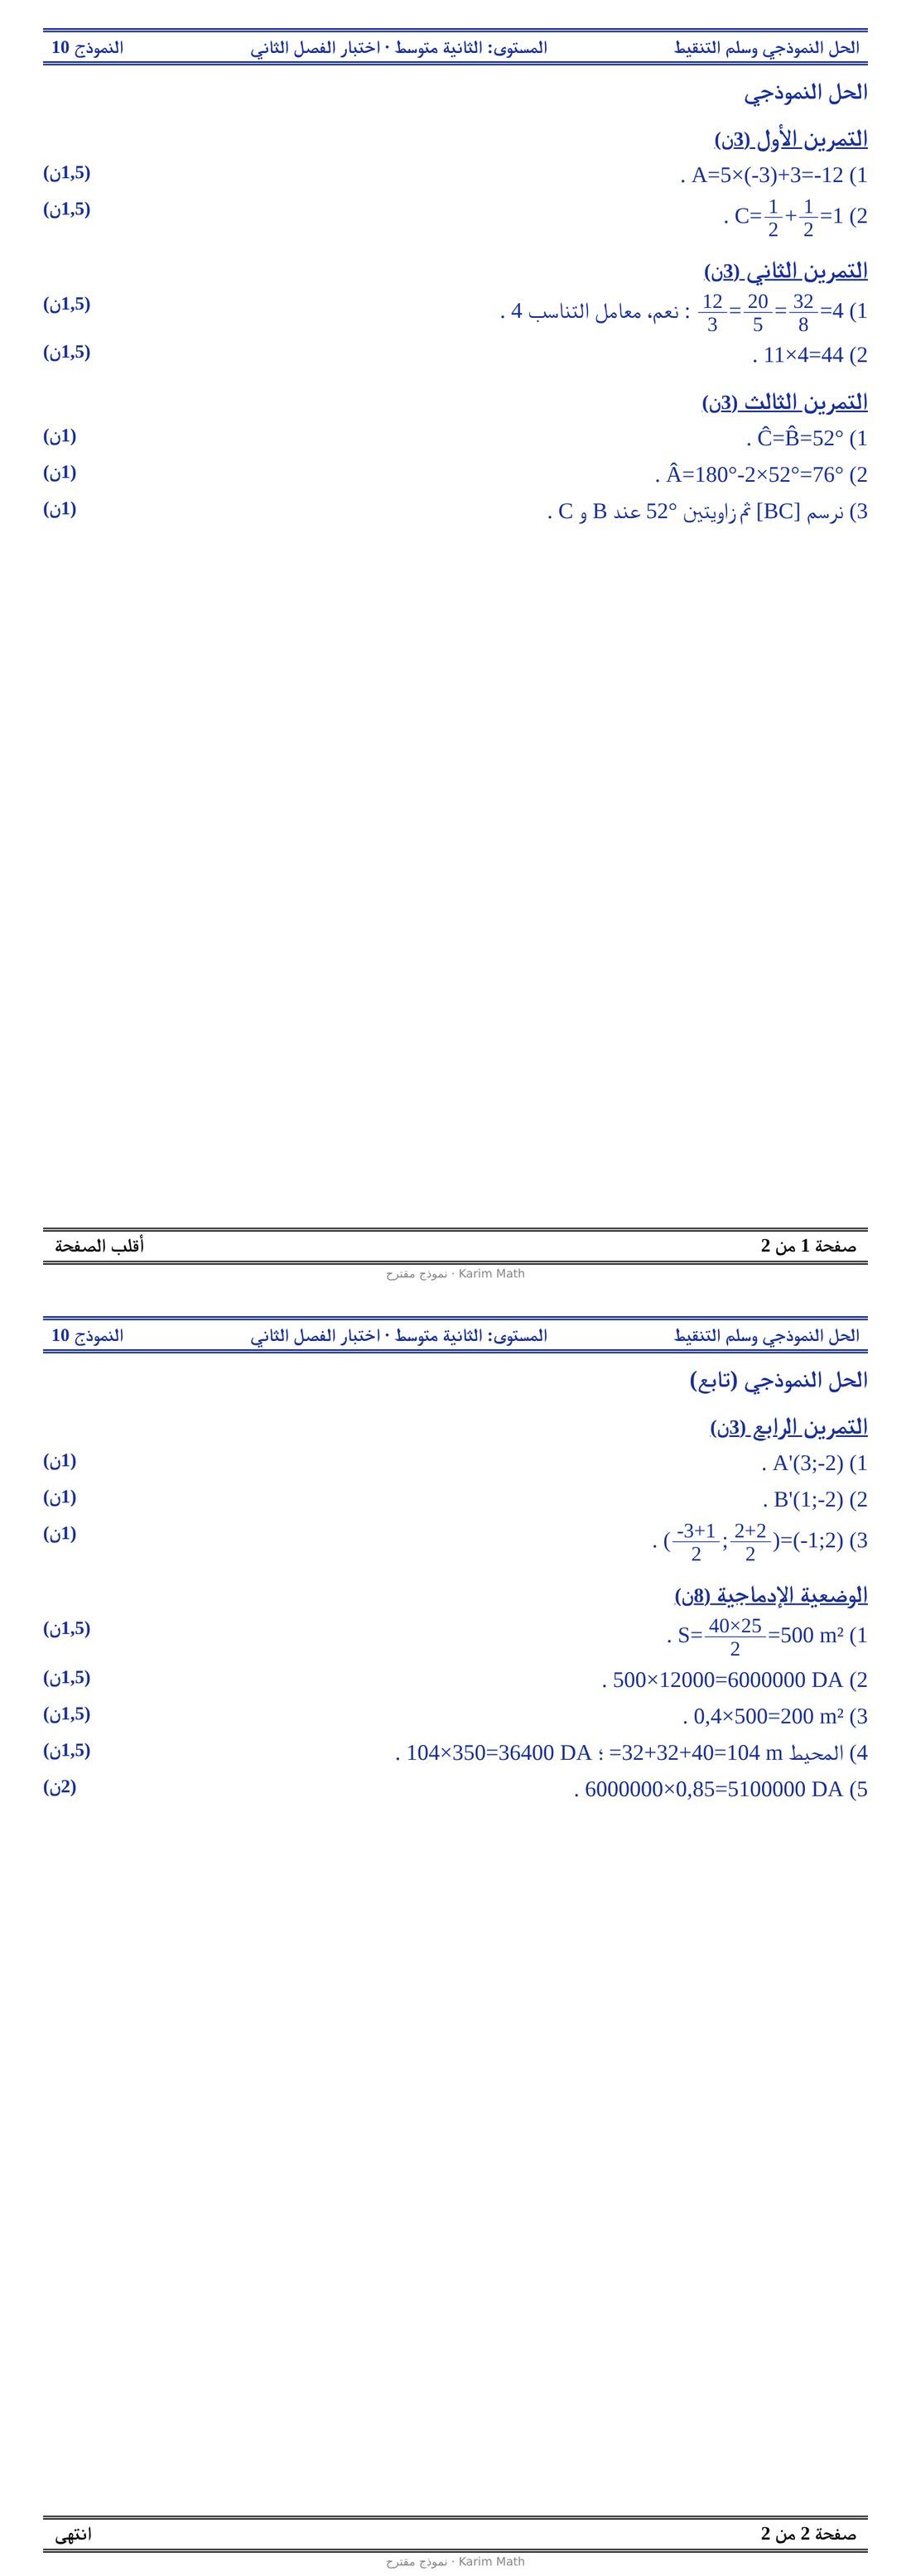 الحل النموذجي وسلم التنقيط المستوى: الثانية متوسط · اختبار الفصل الثاني النموذج 10
الحل النموذجي
التمرين الأول (3ن)
1) A=5×(-3)+3=-12 . (1,5ن)
2) C=1/2+1/2=1 . (1,5ن)
التمرين الثاني (3ن)
1) 12/3=20/5=32/8=4 : نعم، معامل التناسب 4 . (1,5ن)
2) 11×4=44 . (1,5ن)
التمرين الثالث (3ن)
1) Ĉ=B̂=52° . (1ن)
2) Â=180°-2×52°=76° . (1ن)
3) نرسم [BC] ثم زاويتين 52° عند B و C . (1ن)
صفحة 1 من 2 أقلب الصفحة
Karim Math · نموذج مقترح
الحل النموذجي وسلم التنقيط المستوى: الثانية متوسط · اختبار الفصل الثاني النموذج 10
الحل النموذجي (تابع)
التمرين الرابع (3ن)
1) A'(3;-2) . (1ن)
2) B'(1;-2) . (1ن)
3) (-3+1/2;2+2/2)=(-1;2) . (1ن)
الوضعية الإدماجية (8ن)
1) S=40×25/2=500 m² . (1,5ن)
2) 500×12000=6000000 DA . (1,5ن)
3) 0,4×500=200 m² . (1,5ن)
4) المحيط =32+32+40=104 m ؛ 104×350=36400 DA . (1,5ن)
5) 6000000×0,85=5100000 DA . (2ن)
صفحة 2 من 2 انتهى
Karim Math · نموذج مقترح